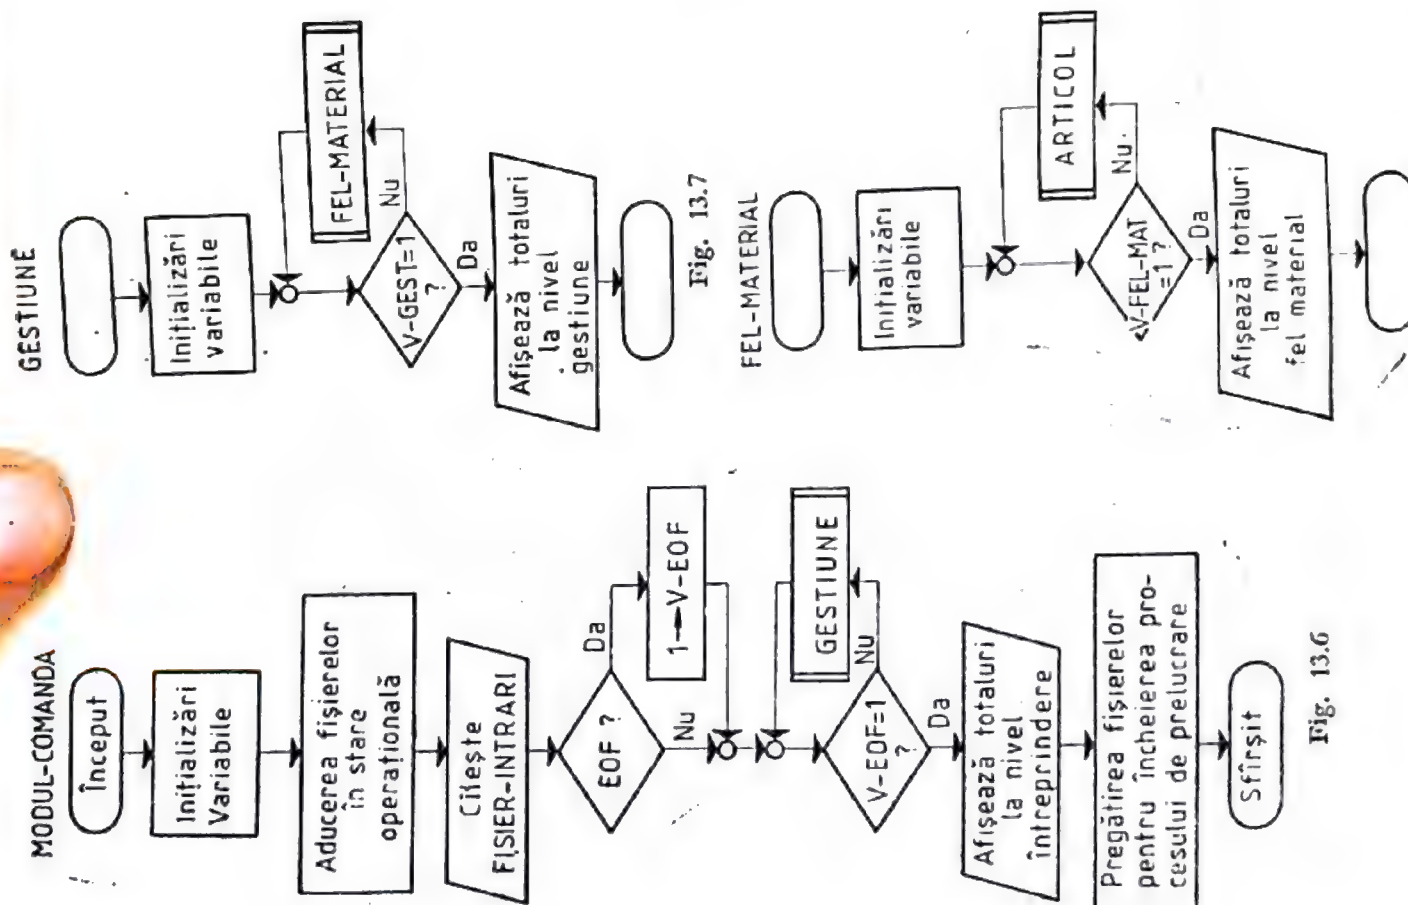 MODUL-COMANDA
Început
Inițializări
Variabile
Aducerea fișierelor
în stare
operațională
Citește
FIȘIER-INTRARI
EOF ?
Da
1→V-EOF
Nu
GESTIUNE
V-EOF=1
?
Nu
Da
Afișează totaluri
la nivel
întreprindere
Pregătirea fișierelor
pentru încheierea pro-
cesului de prelucrare
Sfîrșit
Fig. 13.6
GESTIUNE
Inițializări
variabile
FEL-MATERIAL
V-GEST=1
?
Nu
Da
Afișează totaluri
la nivel
gestiune
Fig. 13.7
FEL-MATERIAL
Inițializări
variabile
ARTICOL
V-FEL-MAT
=1 ?
Nu
Da
Afișează totaluri
la nivel
fel material